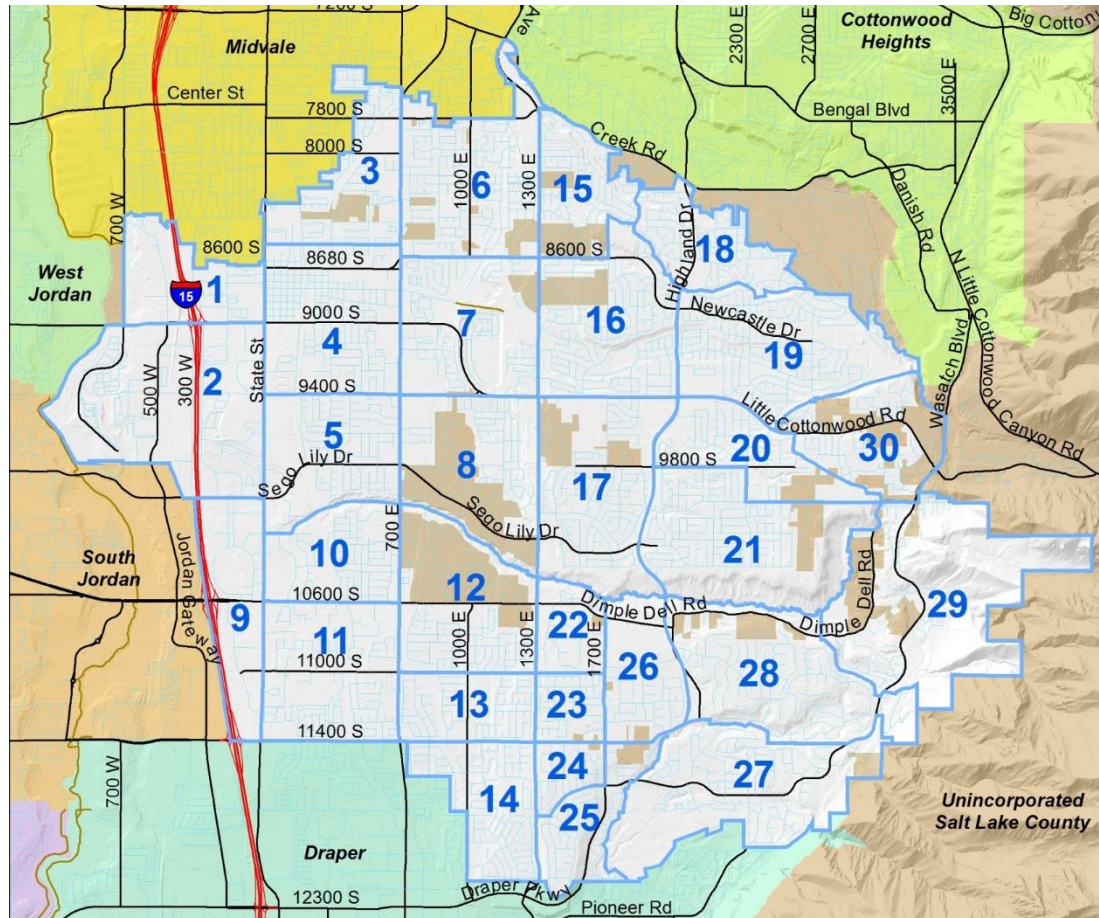 7200 S
Ave
Big Cotton
Midvale
Cottonwood
Heights
2300 E
2700 E
3500 E
Center St
7800 S
Bengal Blvd
8000 S
Creek Rd
3
6
15
1000 E
1300 E
Danish Rd
700 W
8600 S
8600 S
18
Highland Dr
N Little Cottonwood Canyon Rd
West
Jordan
8680 S
15
1
9000 S
7
16
Newcastle Dr
4
19
Wasatch Blvd
2
500 W
300 W
State St
9400 S
Little Cottonwood Rd
5
8
20
30
Sego Lily Dr
9800 S
17
Sego Lily Dr
10
700 E
21
South
Jordan
12
Dimple Dell Rd
Dimple Dell Rd
9
10600 S
22
29
Jordan Gateway
11
1000 E
1300 E
1700 E
26
28
11000 S
13
23
11400 S
24
27
700 W
14
25
Unincorporated
Salt Lake County
Draper
12300 S
Draper Pkwy
Pioneer Rd